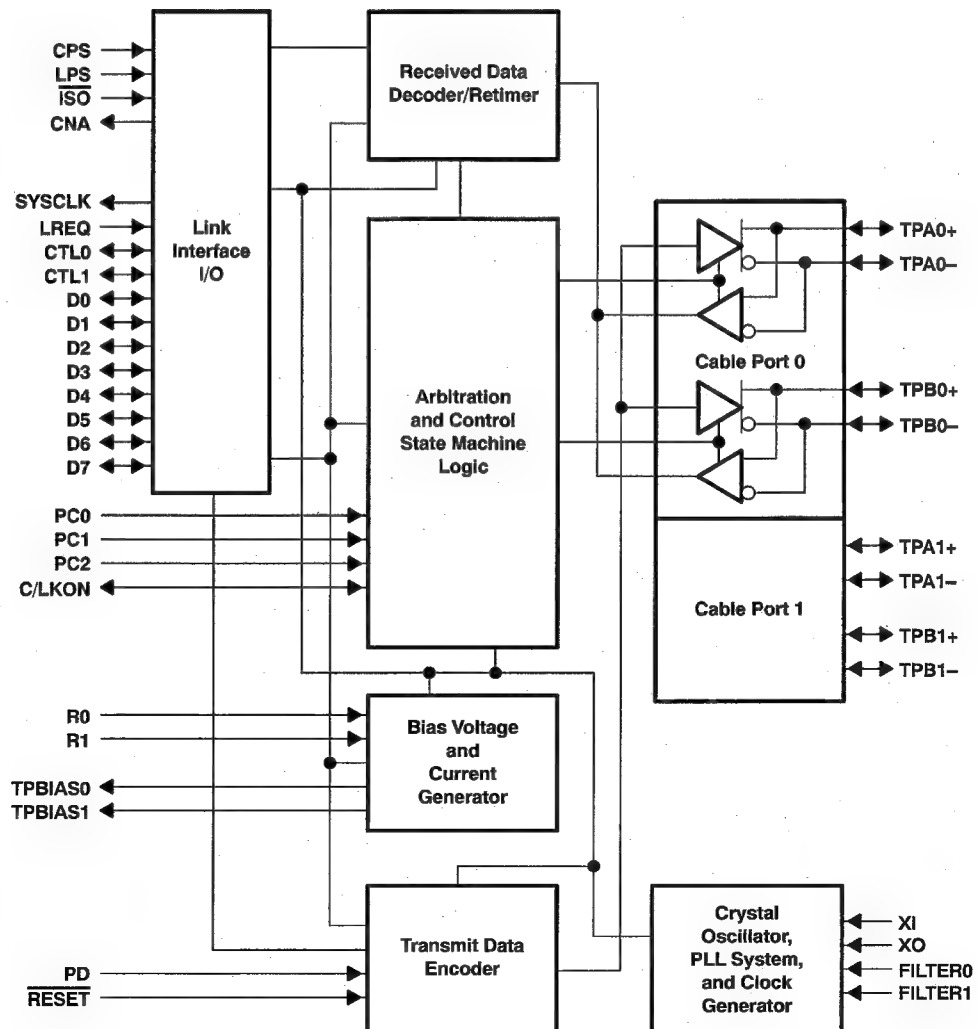 CPS
LPS
ISO
CNA
SYSCLK
LREQ
CTL0
CTL1
D0
D1
D2
D3
D4
D5
D6
D7
Link
Interface
I/O
Received Data
Decoder/Retimer
Arbitration
and Control
State Machine
Logic
PC0
PC1
PC2
C/LKON
Cable Port 0
TPA0+
TPA0–
TPB0+
TPB0–
Cable Port 1
TPA1+
TPA1–
TPB1+
TPB1–
R0
R1
TPBIAS0
TPBIAS1
Bias Voltage
and
Current
Generator
PD
RESET
Transmit Data
Encoder
Crystal
Oscillator,
PLL System,
and Clock
Generator
XI
XO
FILTER0
FILTER1